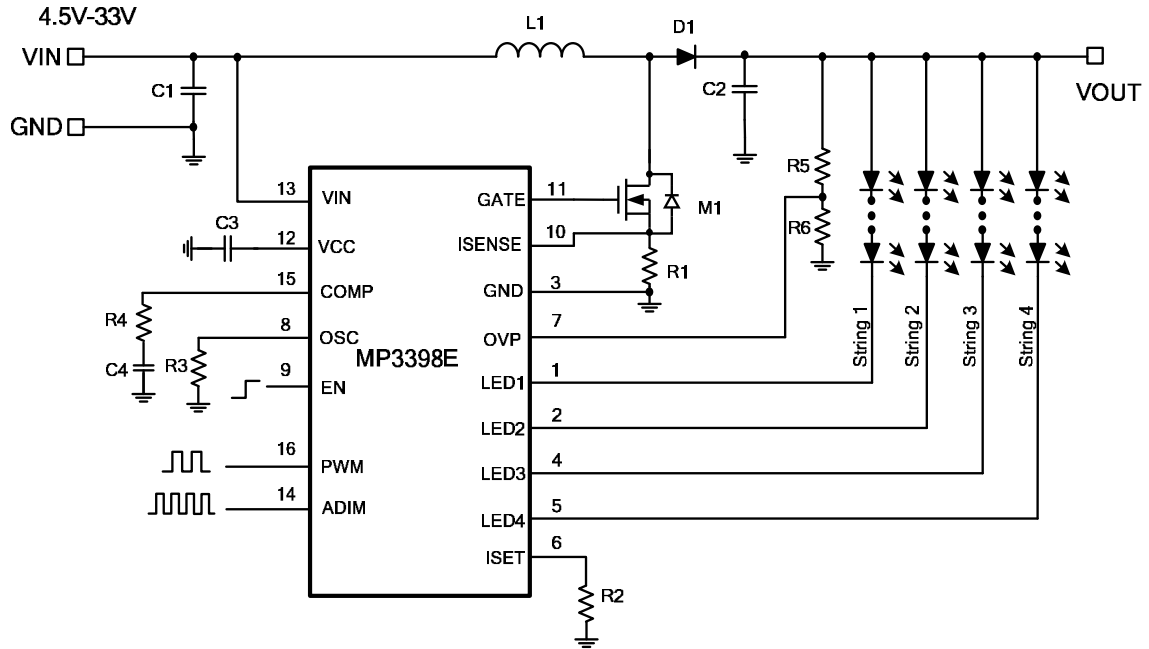 4.5V-33V
L1
D1
VIN
C1
C2
VOUT
GND
R5
R6
13
VIN
GATE
11
M1
C3
12
VCC
ISENSE
10
R1
15
COMP
GND
3
R4
8
OSC
OVP
7
C4
R3
MP3398E
9
EN
LED1
1
String 1
String 2
String 3
String 4
LED2
2
16
PWM
LED3
4
14
ADIM
LED4
5
ISET
6
R2